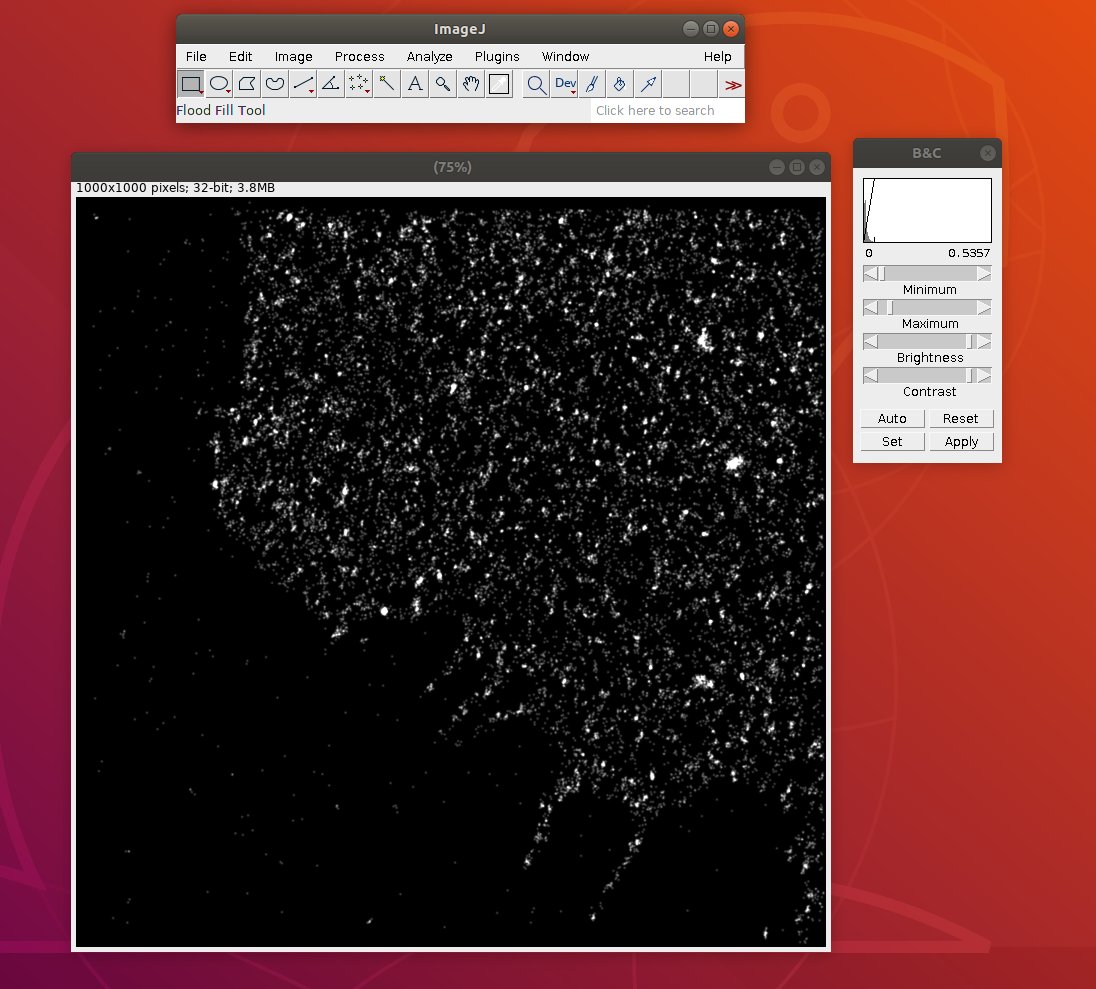 ImageJ
File Edit Image Process Analyze Plugins Window Help
A Dev
Flood Fill Tool Click here to search
(75%)
1000x1000 pixels; 32-bit; 3.8MB
B&C
0 0.5357
Minimum
Maximum
Brightness
Contrast
Auto Reset
Set Apply